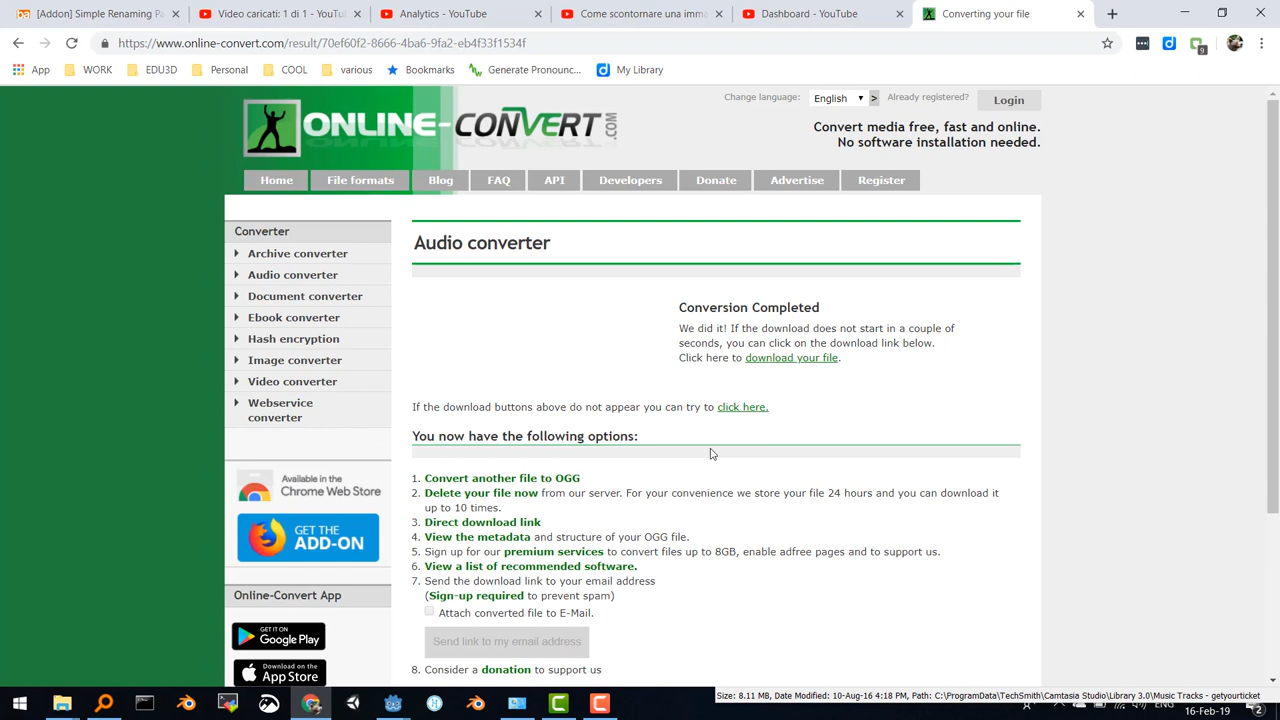 [Addon] Simple Renaming Pa
Video caricati: 1 di 1 - YouTu
Analytics - YouTube
Come scontornare una imma
Dashboard - YouTube
Converting your file
https://www.online-convert.com/result/70ef60f2-8666-4ba6-9fa2-eb4f33f1534f
9
App
WORK
EDU3D
Personal
COOL
various
Bookmarks
Generate Pronounc...
My Library
Change language:
English
>
Already registered?
Login
ONLINE-CONVERT.COM
Convert media free, fast and online.
No software installation needed.
Home
File formats
Blog
FAQ
API
Developers
Donate
Advertise
Register
Converter
Archive converter
Audio converter
Document converter
Ebook converter
Hash encryption
Image converter
Video converter
Webservice
converter
Available in the
Chrome Web Store
GET THE
ADD-ON
Online-Convert App
GET IT ON
Google Play
Download on the
App Store
Audio converter
Conversion Completed
We did it! If the download does not start in a couple of
seconds, you can click on the download link below.
Click here to download your file.
If the download buttons above do not appear you can try to click here.
You now have the following options:
1. Convert another file to OGG
2. Delete your file now from our server. For your convenience we store your file 24 hours and you can download it
up to 10 times.
3. Direct download link
4. View the metadata and structure of your OGG file.
5. Sign up for our premium services to convert files up to 8GB, enable adfree pages and to support us.
6. View a list of recommended software.
7. Send the download link to your email address
(Sign-up required to prevent spam)
Attach converted file to E-Mail.
Send link to my email address
8. Consider a donation to support us
Size: 8.11 MB, Date Modified: 10-Aug-16 4:18 PM, Path: C:\ProgramData\TechSmith\Camtasia Studio\Library 3.0\Music Tracks - getyourticket
ENG
16-Feb-19
2